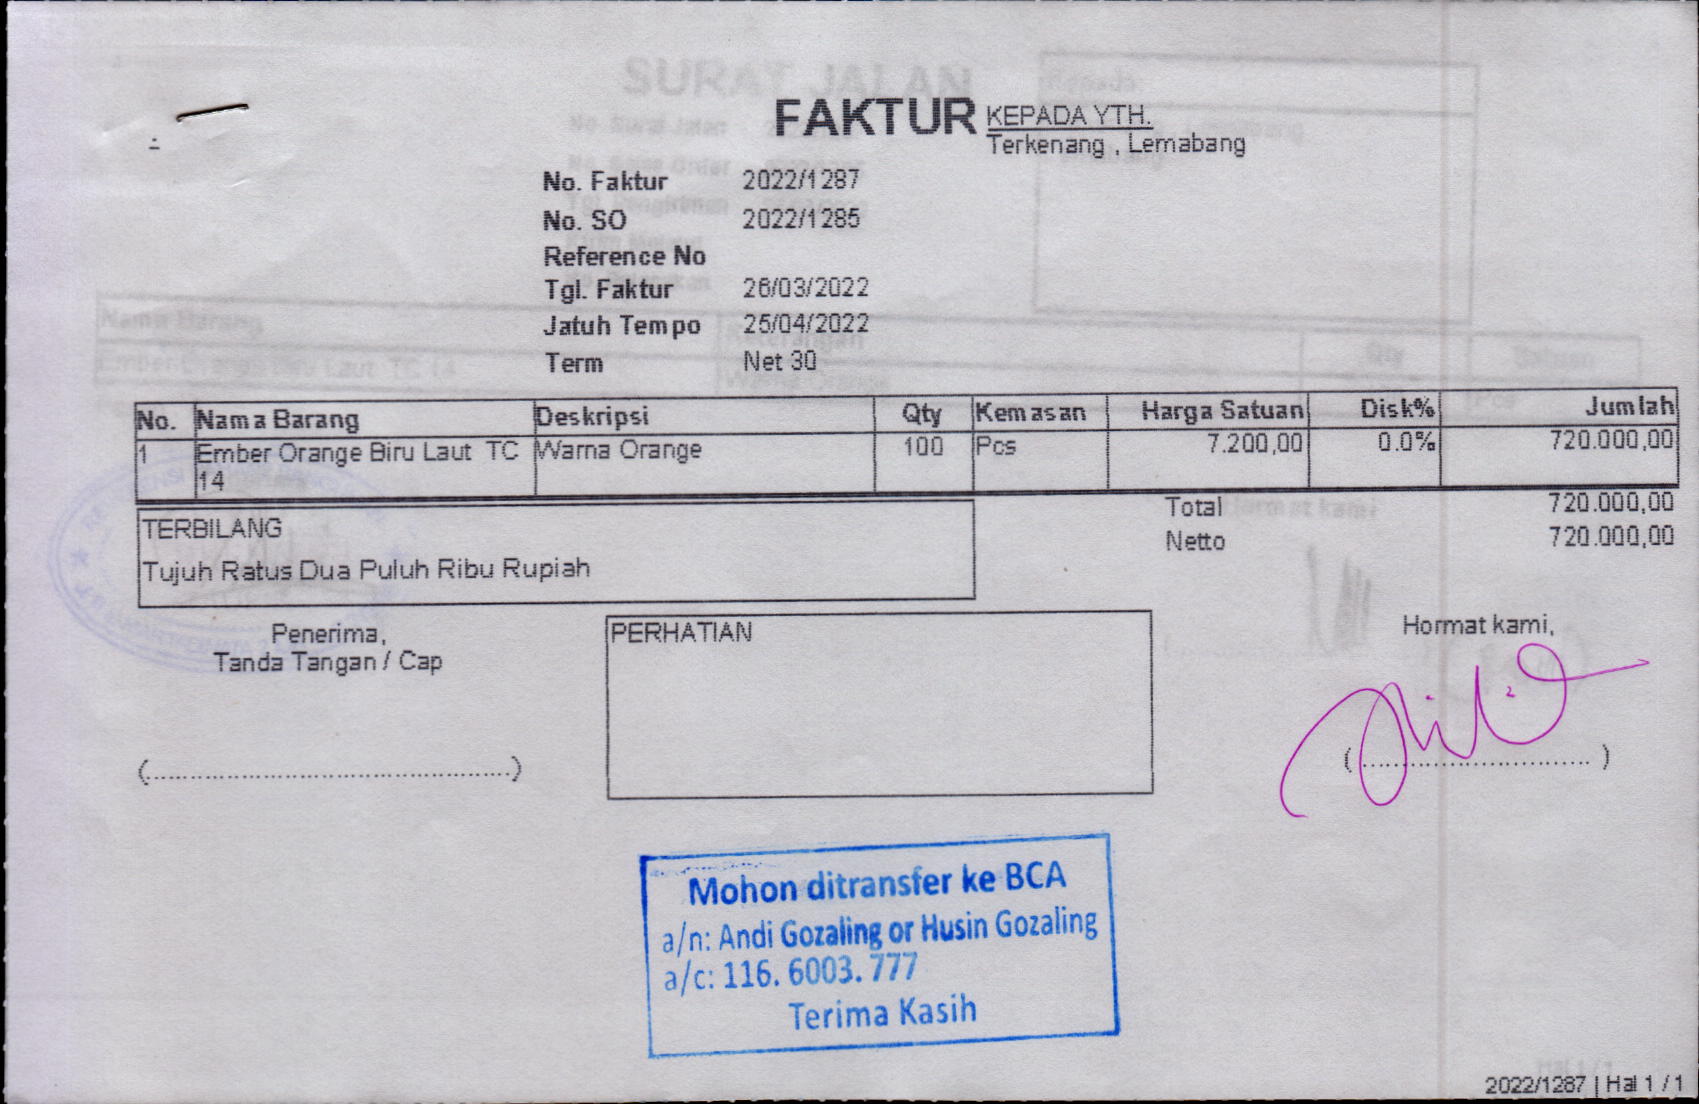 FAKTUR
KEPADA YTH.
Terkenang , Lemabang
No. Faktur 2022/1287
No. SO 2022/1285
Reference No
Tgl. Faktur 26/03/2022
Jatuh Tempo 25/04/2022
Term Net 30
No. Nama Barang Deskripsi Qty Kemasan Harga Satuan Disk% Jumlah
1 Ember Orange Biru Laut TC Warna Orange 100 Pcs 7.200,00 0.0% 720.000,00
14
Total 720.000,00
Netto 720.000,00
TERBILANG
Tujuh Ratus Dua Puluh Ribu Rupiah
Penerima,
Tanda Tangan / Cap
(..............................................)
PERHATIAN
Hormat kami,
(.............................. )
Mohon ditransfer ke BCA
a/n: Andi Gozaling or Husin Gozaling
a/c: 116. 6003. 777
Terima Kasih
2022/1287 | Hal 1 / 1
SURAT JALAN